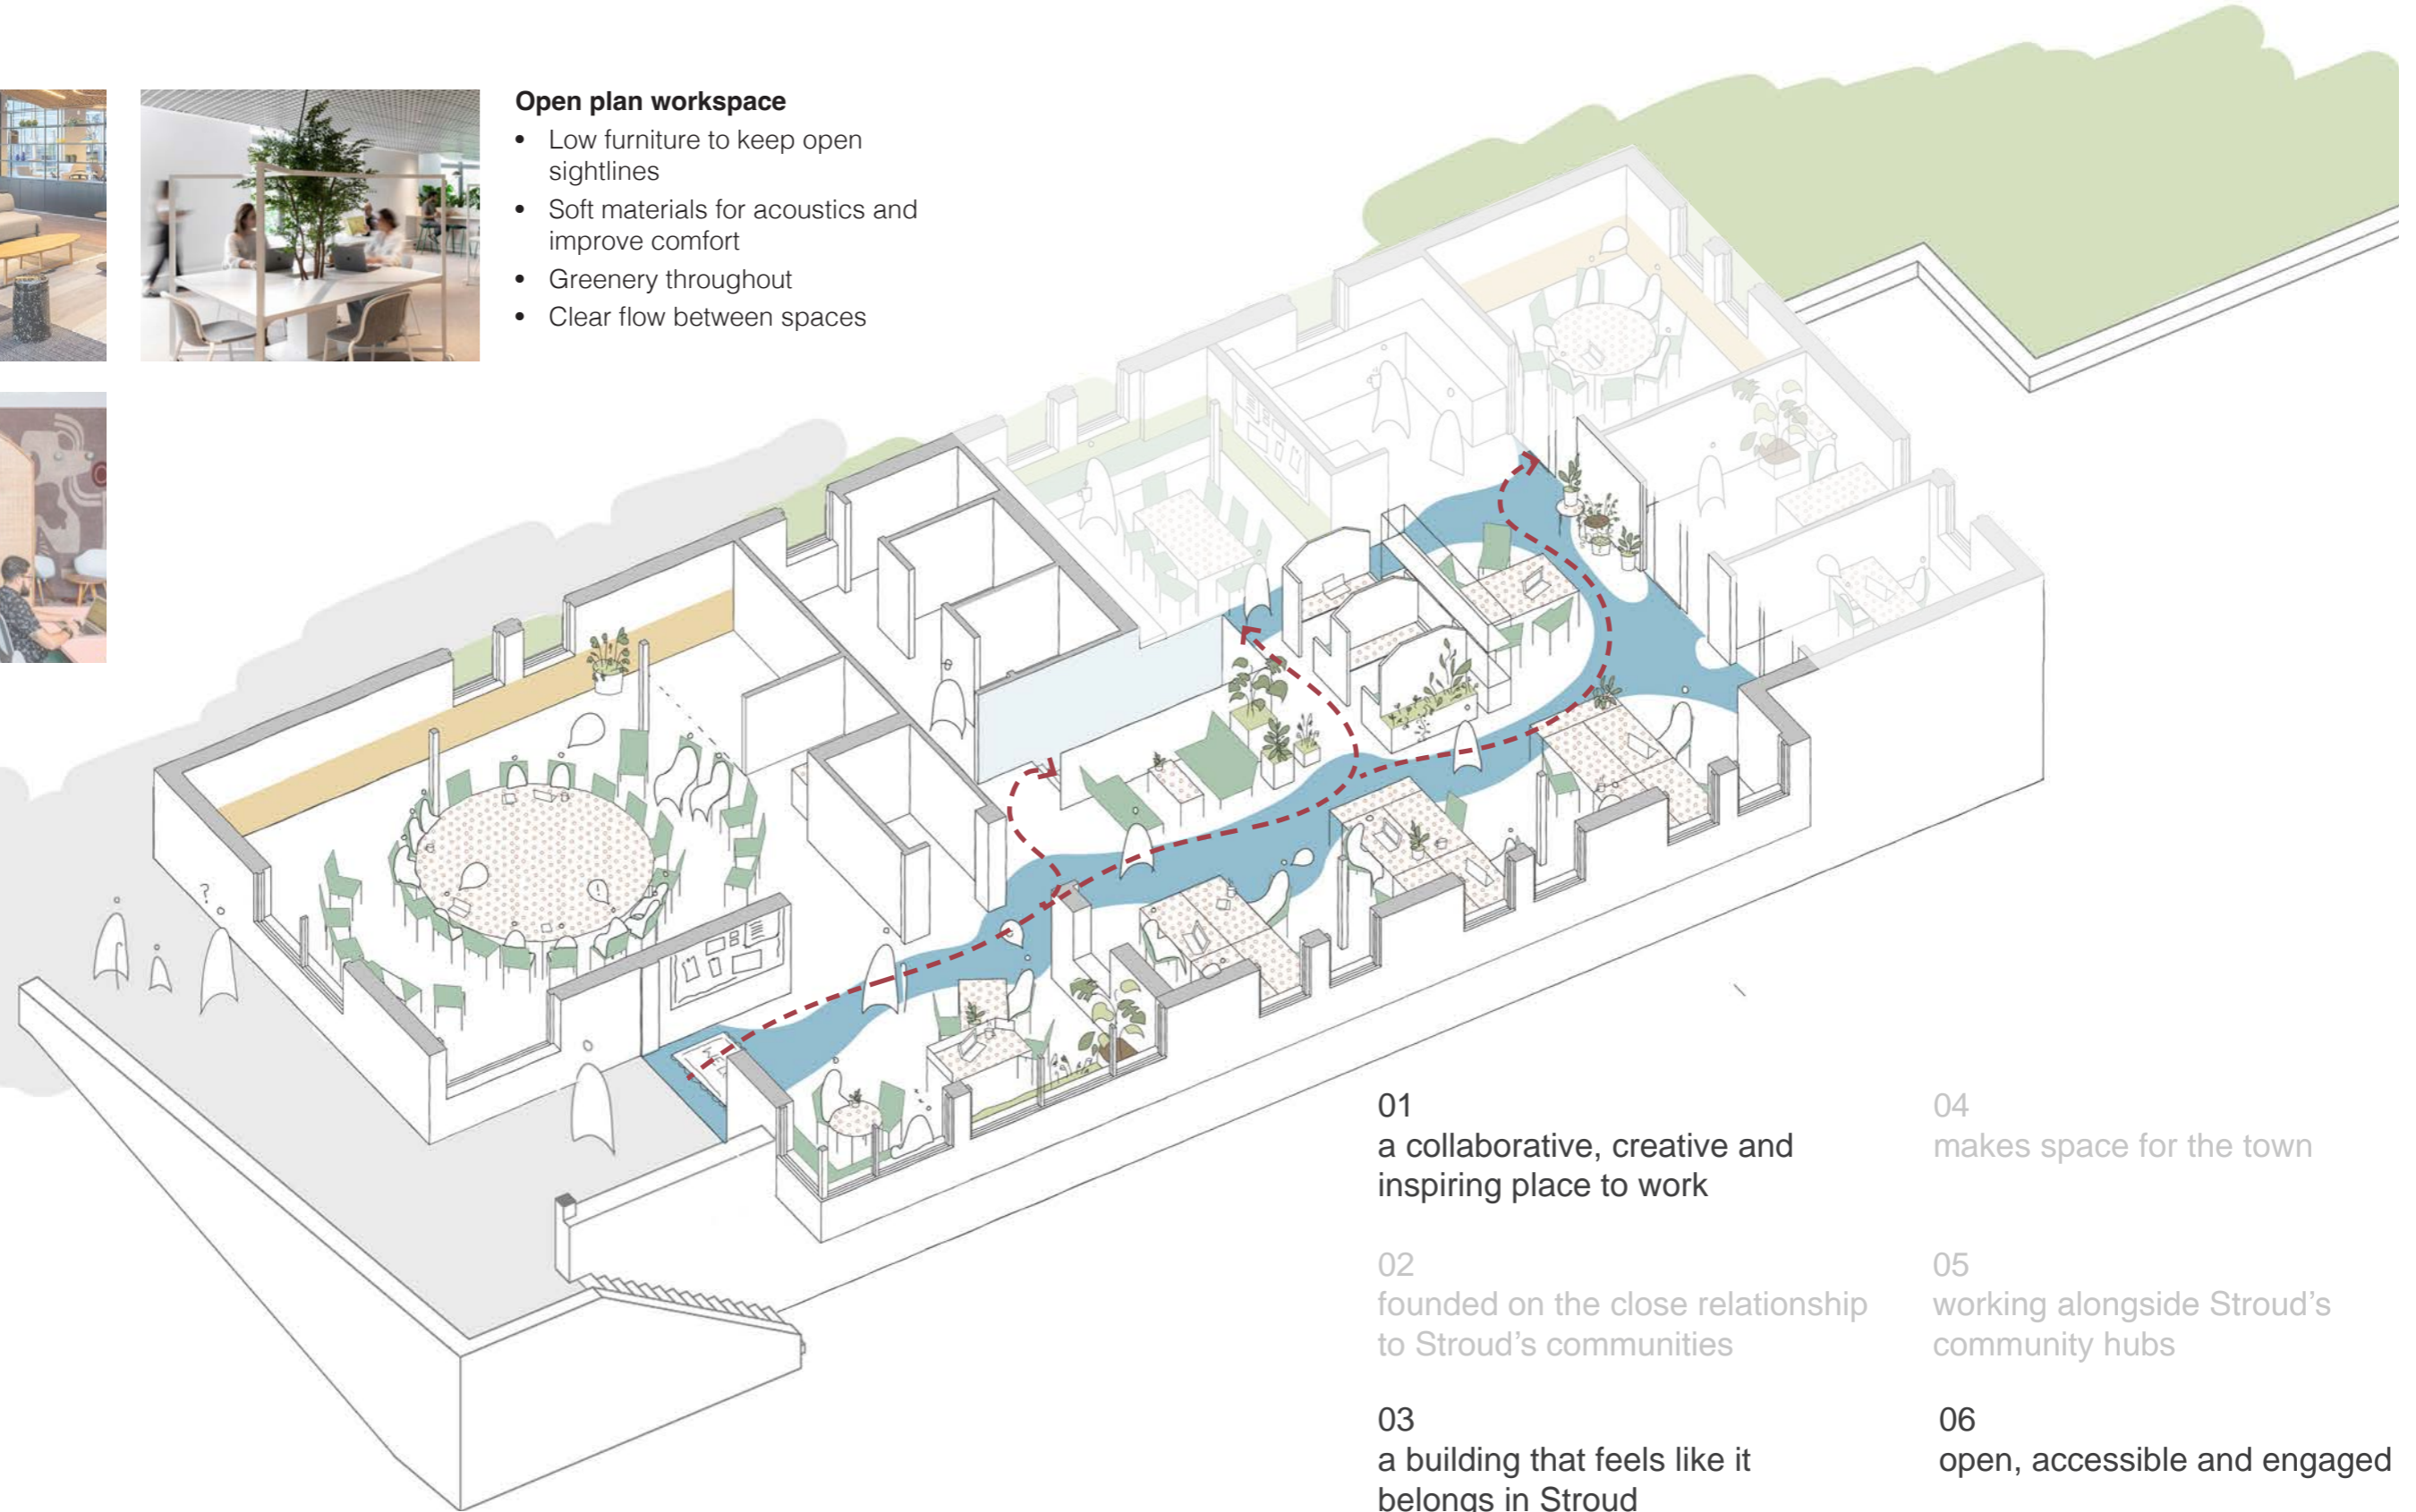 Open plan workspace
• Low furniture to keep open
sightlines
• Soft materials for acoustics and
improve comfort
• Greenery throughout
• Clear flow between spaces
?
!
01
a collaborative, creative and
inspiring place to work
02
founded on the close relationship
to Stroud’s communities
03
a building that feels like it
belongs in Stroud
04
makes space for the town
05
working alongside Stroud’s
community hubs
06
open, accessible and engaged